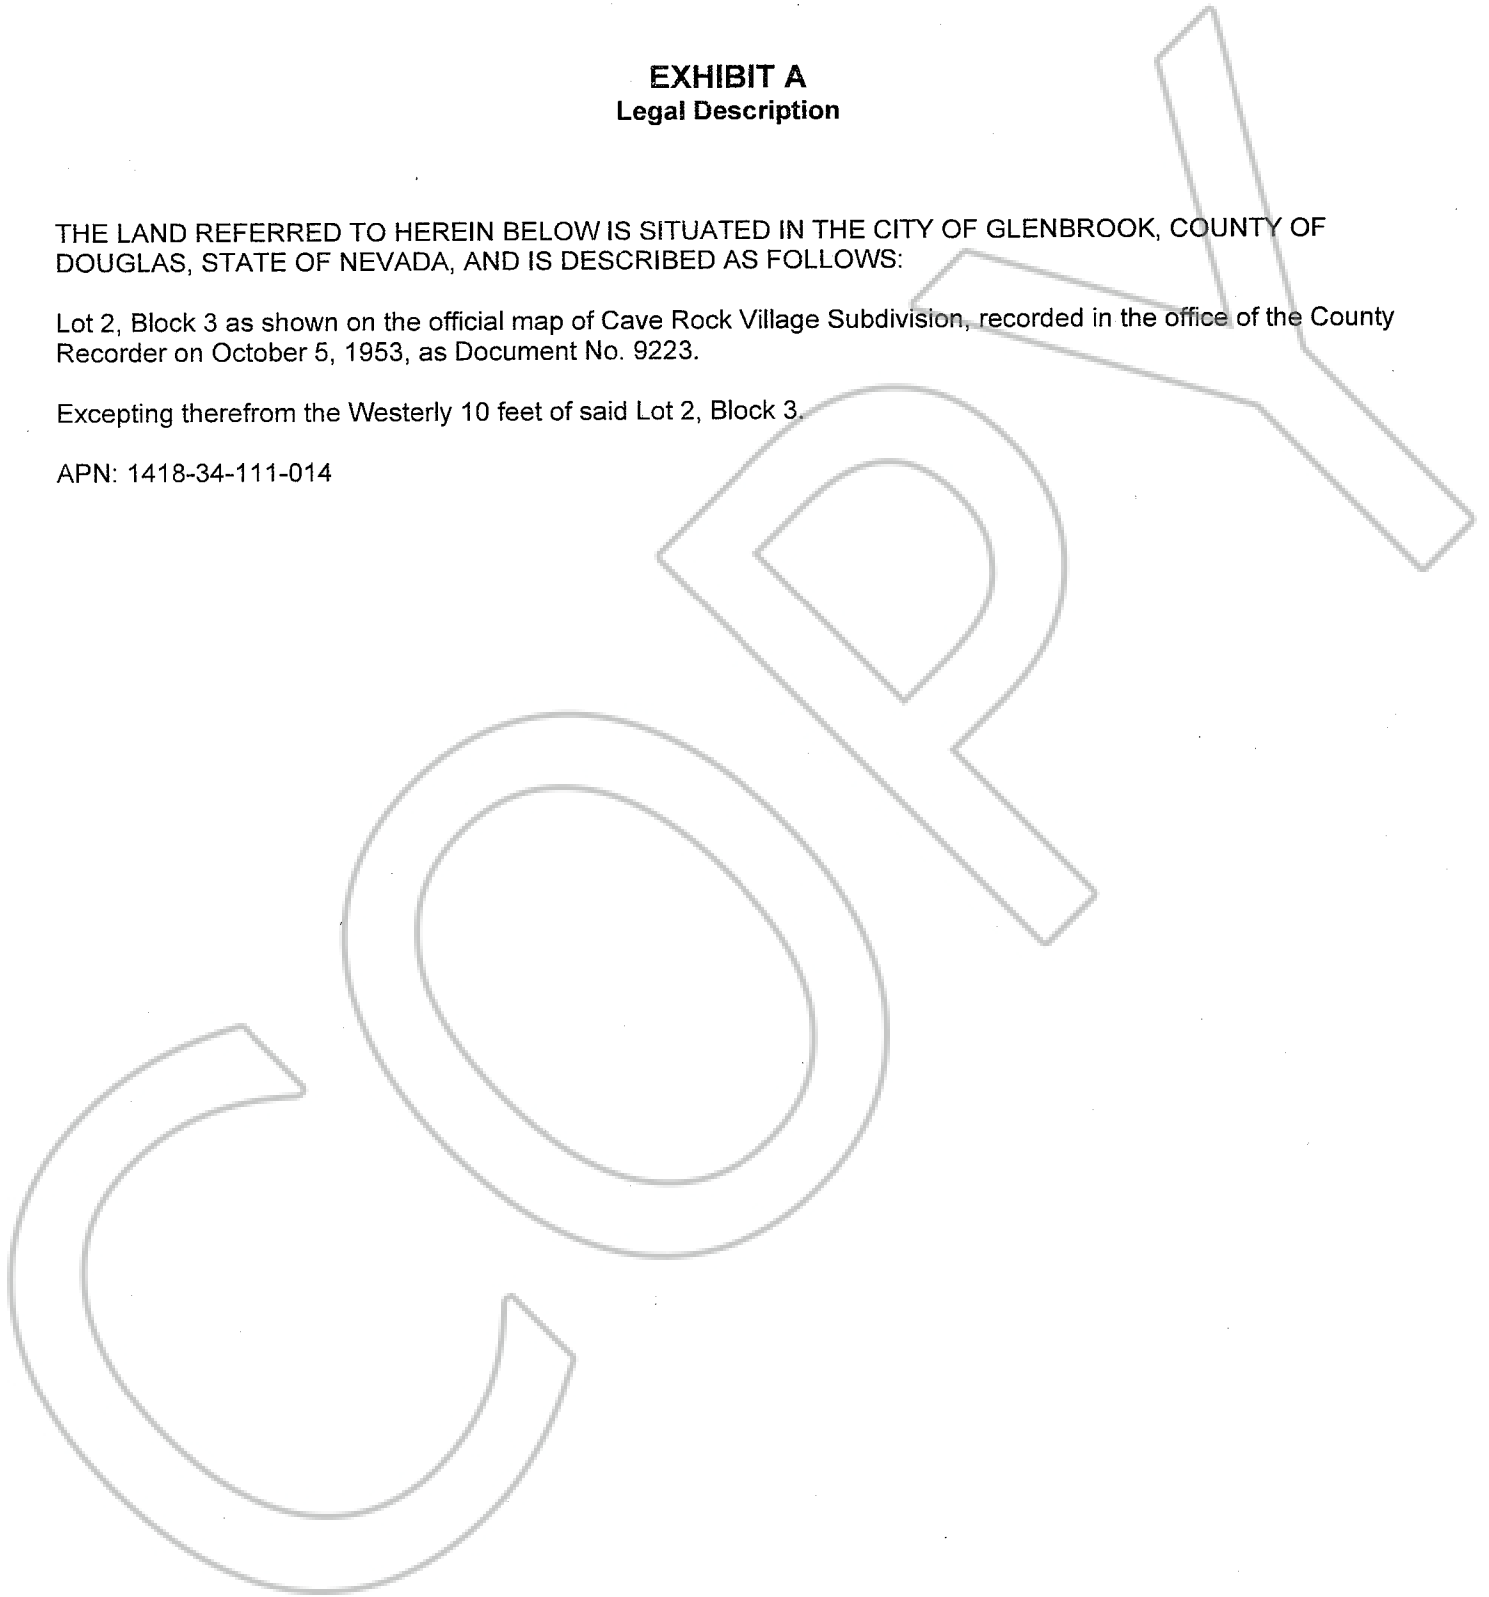 EXHIBIT A
Legal Description
THE LAND REFERRED TO HEREIN BELOW IS SITUATED IN THE CITY OF GLENBROOK, COUNTY OF
DOUGLAS, STATE OF NEVADA, AND IS DESCRIBED AS FOLLOWS:
Lot 2, Block 3 as shown on the official map of Cave Rock Village Subdivision, recorded in the office of the County
Recorder on October 5, 1953, as Document No. 9223.
Excepting therefrom the Westerly 10 feet of said Lot 2, Block 3.
APN: 1418-34-111-014
COPY